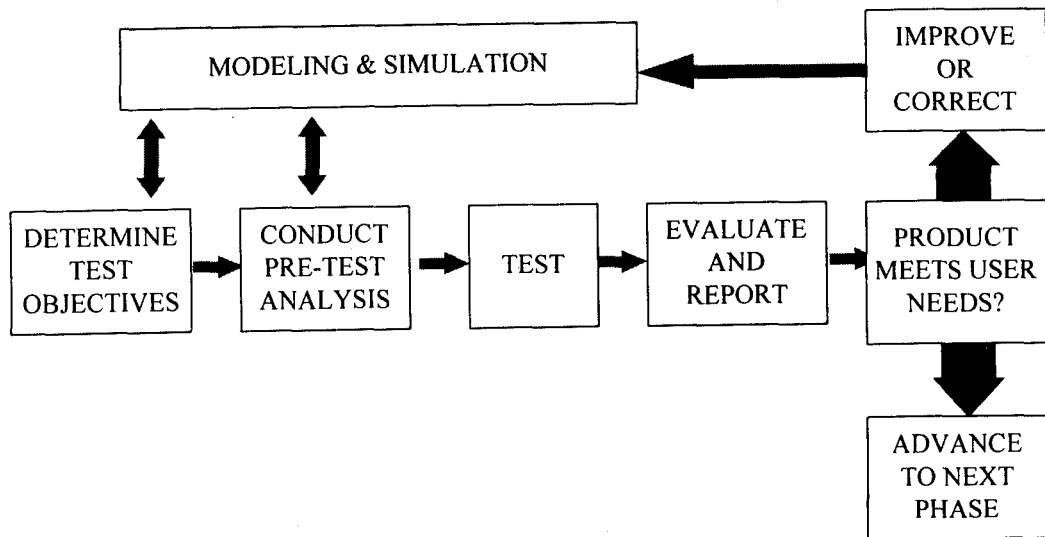 MODELING & SIMULATION
IMPROVE
OR
CORRECT
DETERMINE
TEST
OBJECTIVES
CONDUCT
PRE-TEST
ANALYSIS
TEST
EVALUATE
AND
REPORT
PRODUCT
MEETS USER
NEEDS?
ADVANCE
TO NEXT
PHASE